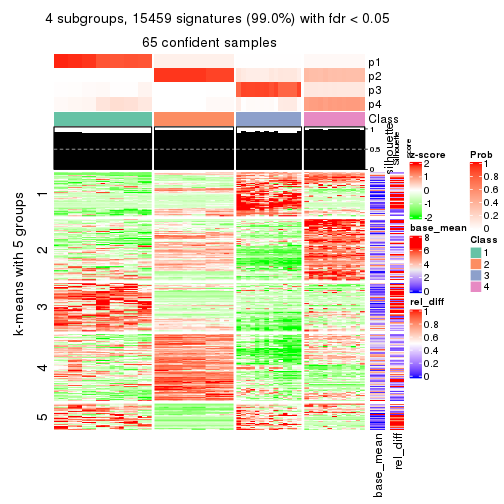 4 subgroups, 15459 signatures (99.0%) with fdr < 0.05
65 confident samples
p1
p2
p3
p4
Class
1
0.5
0
silhouettes
Silhouette
score
k-means with 5 groups
1
2
3
4
5
base_mean
rel_diff
z-score
2
1
0
-1
-2
base_mean
8
6
4
2
0
rel_diff
1
0.8
0.6
0.4
0.2
0
Prob
1
0.8
0.6
0.4
0.2
0
Class
1
2
3
4